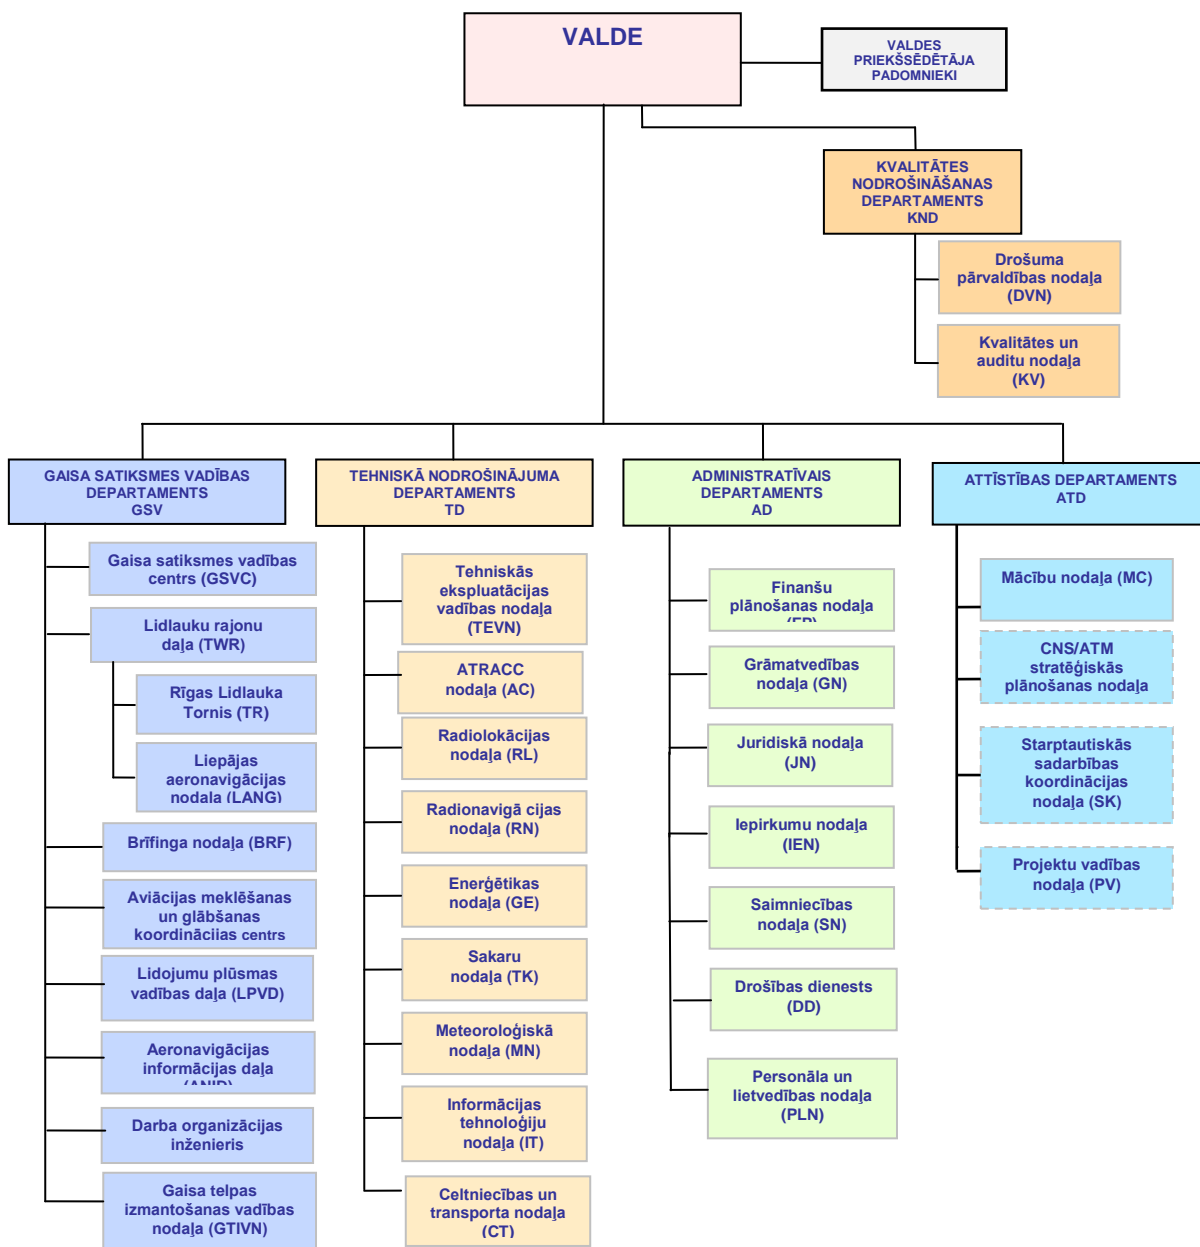 VALDE
VALDES
PRIEKŠSĒDĒTĀJA
PADOMNIEKI
KVALITĀTES
NODROŠINĀŠANAS
DEPARTAMENTS
KND
Drošuma
pārvaldības nodaļa
(DVN)
Kvalitātes un
auditu nodaļa
(KV)
GAISA SATIKSMES VADĪBAS
DEPARTAMENTS
GSV
Gaisa satiksmes vadības
centrs (GSVC)
Lidlauku rajonu
daļa (TWR)
Rīgas Lidlauka
Tornis (TR)
Liepājas
aeronavigācijas
nodaļa (LANG)
Brīfinga nodaļa (BRF)
Aviācijas meklēšanas
un glābšanas
koordinācijas centrs
Lidojumu plūsmas
vadības daļa (LPVD)
Aeronavigācijas
informācijas daļa
(ANID)
Darba organizācijas
inženieris
Gaisa telpas
izmantošanas vadības
nodaļa (GTIVN)
TEHNISKĀ NODROŠINĀJUMA
DEPARTAMENTS
TD
Tehniskās
ekspluatācijas
vadības nodaļa
(TEVN)
ATRACC
nodaļa (AC)
Radiolokācijas
nodaļa (RL)
Radionavigā cijas
nodaļa (RN)
Enerģētikas
nodaļa (GE)
Sakaru
nodaļa (TK)
Meteoroloģiskā
nodaļa (MN)
Informācijas
tehnoloģiju
nodaļa (IT)
Celtniecības un
transporta nodaļa
(CT)
ADMINISTRATĪVAIS
DEPARTAMENTS
AD
Finanšu
plānošanas nodaļa
(FP)
Grāmatvedības
nodaļa (GN)
Juridiskā nodaļa
(JN)
Iepirkumu nodaļa
(IEN)
Saimniecības
nodaļa (SN)
Drošības dienests
(DD)
Personāla un
lietvedības nodaļa
(PLN)
ATTĪSTĪBAS DEPARTAMENTS
ATD
Mācību nodaļa (MC)
CNS/ATM
stratēģiskās
plānošanas nodaļa
Starptautiskās
sadarbības
koordinācijas
nodaļa (SK)
Projektu vadības
nodaļa (PV)